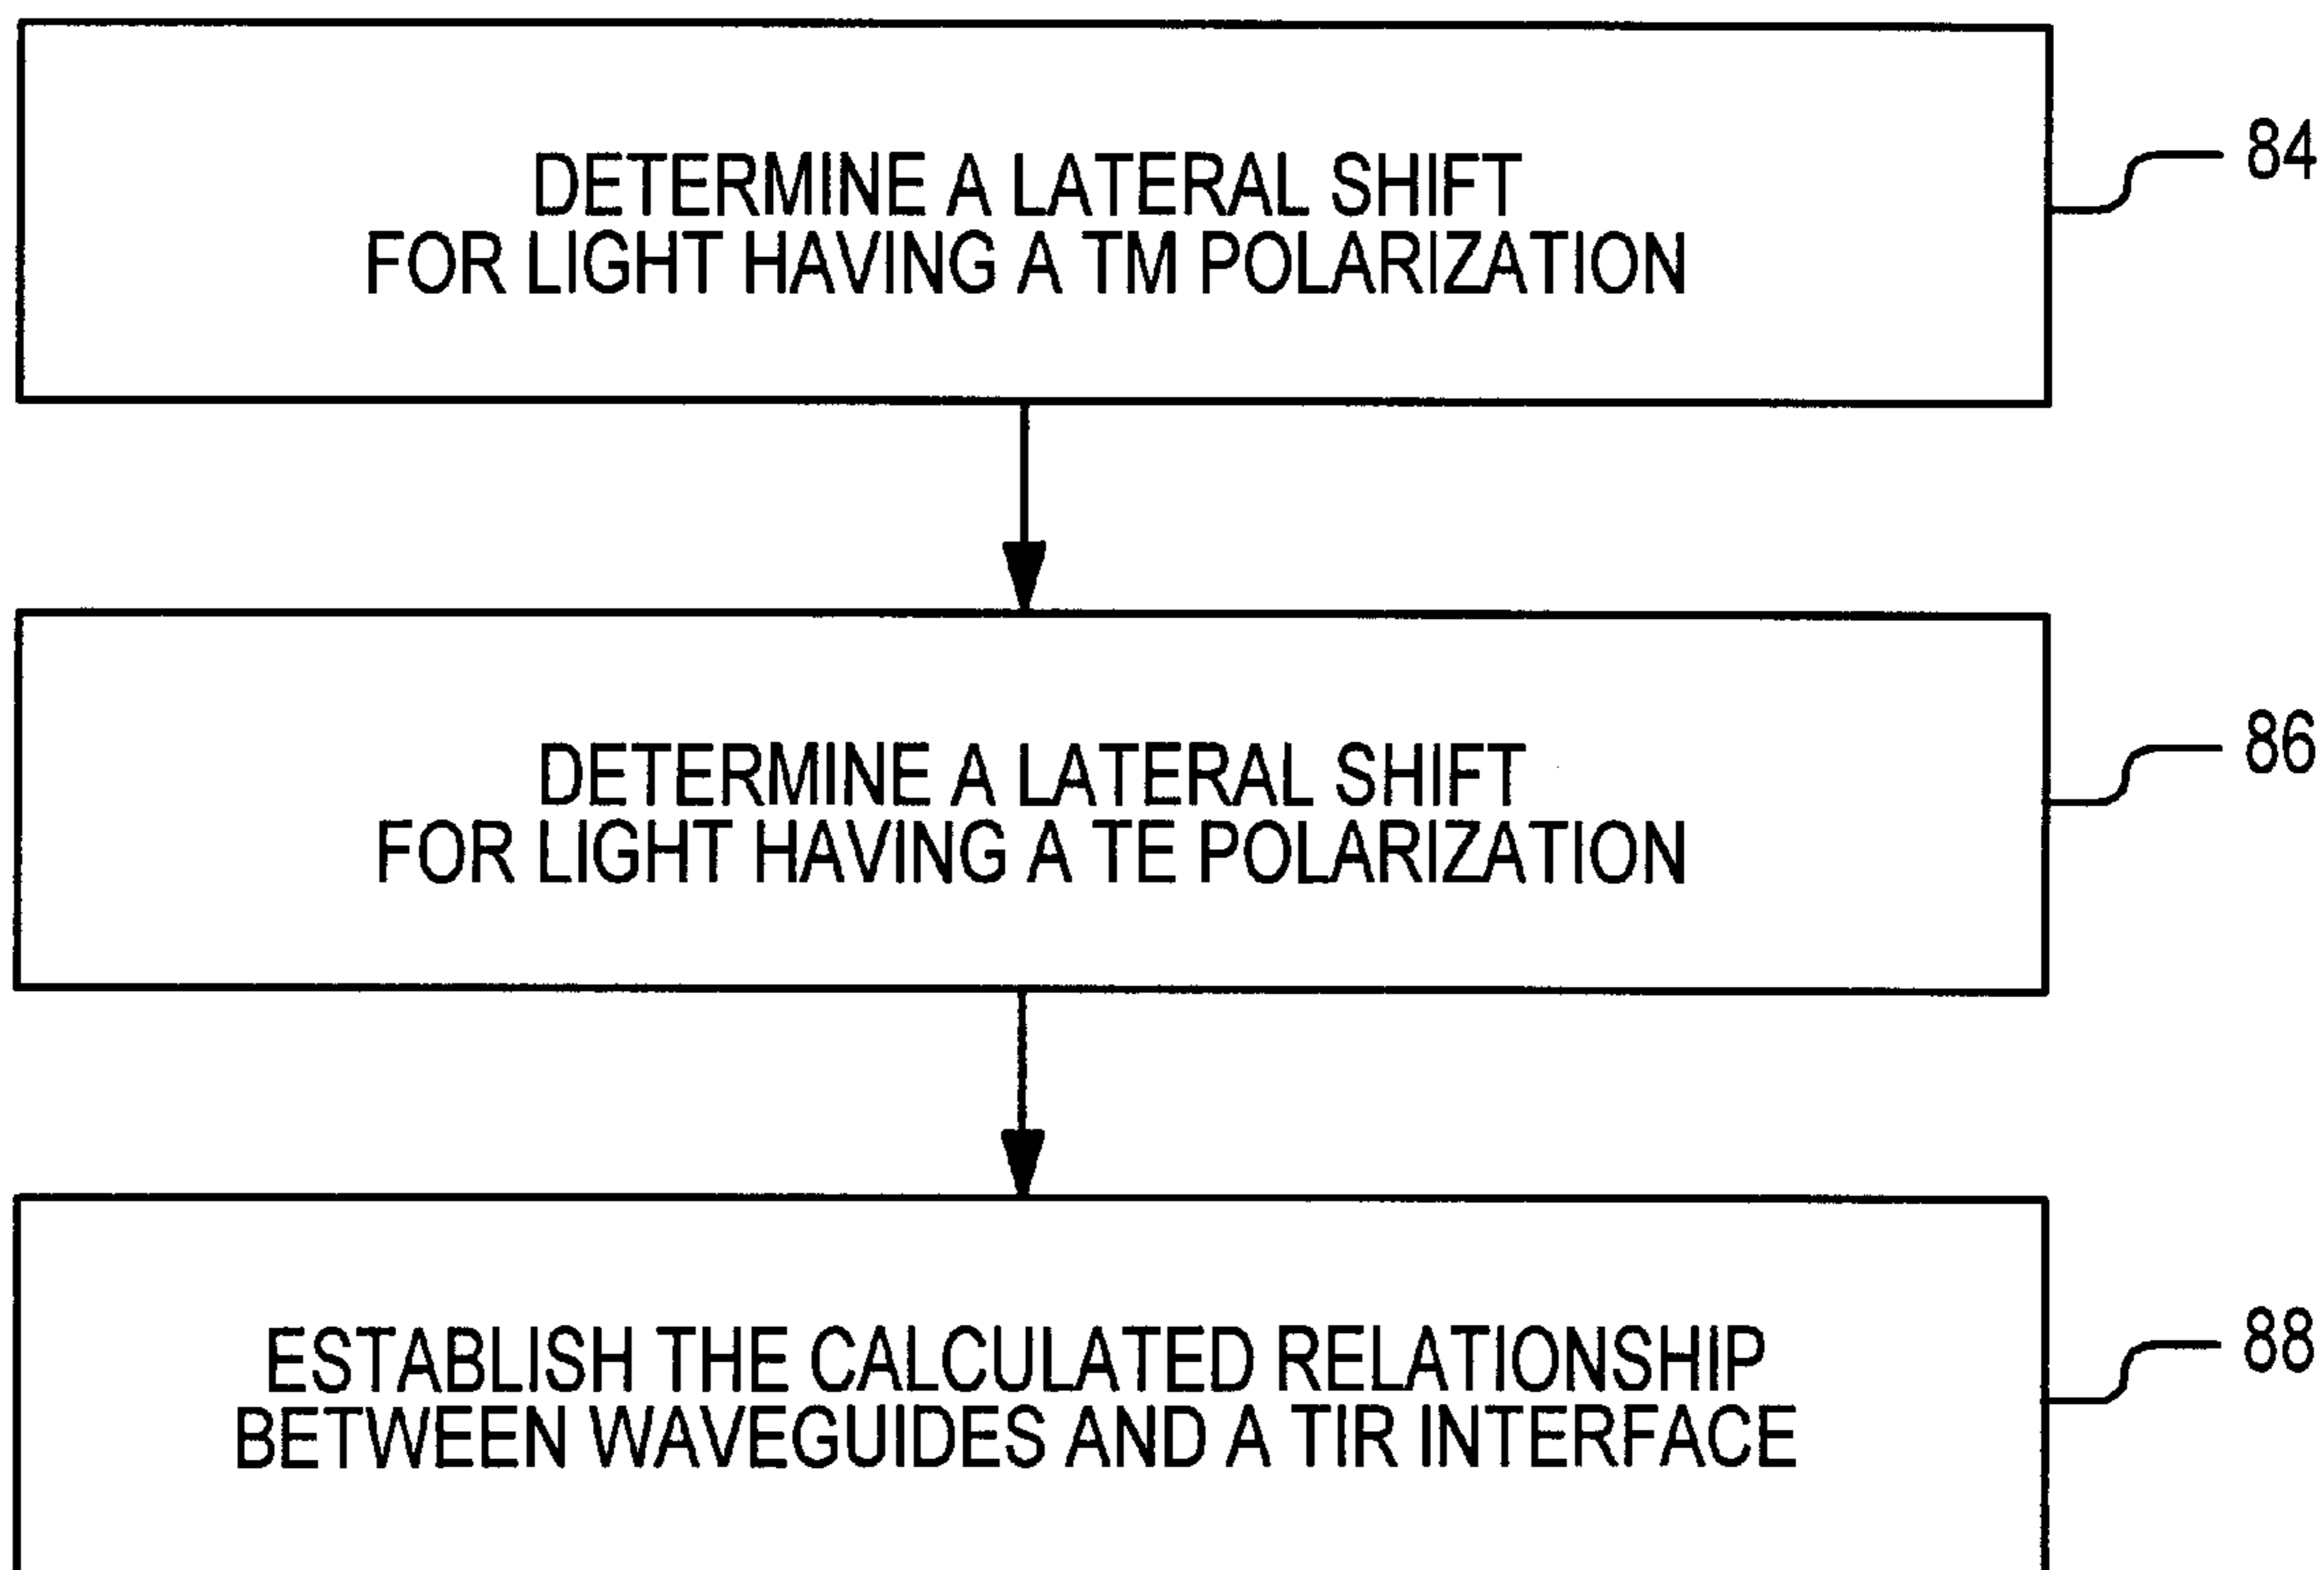 DETERMINE A LATERAL SHIFT
FOR LIGHT HAVING A TM POLARIZATION
84
DETERMINE A LATERAL SHIFT
FOR LIGHT HAVING A TE POLARIZATION
86
ESTABLISH THE CALCULATED RELATIONSHIP
BETWEEN WAVEGUIDES AND A TIR INTERFACE
88